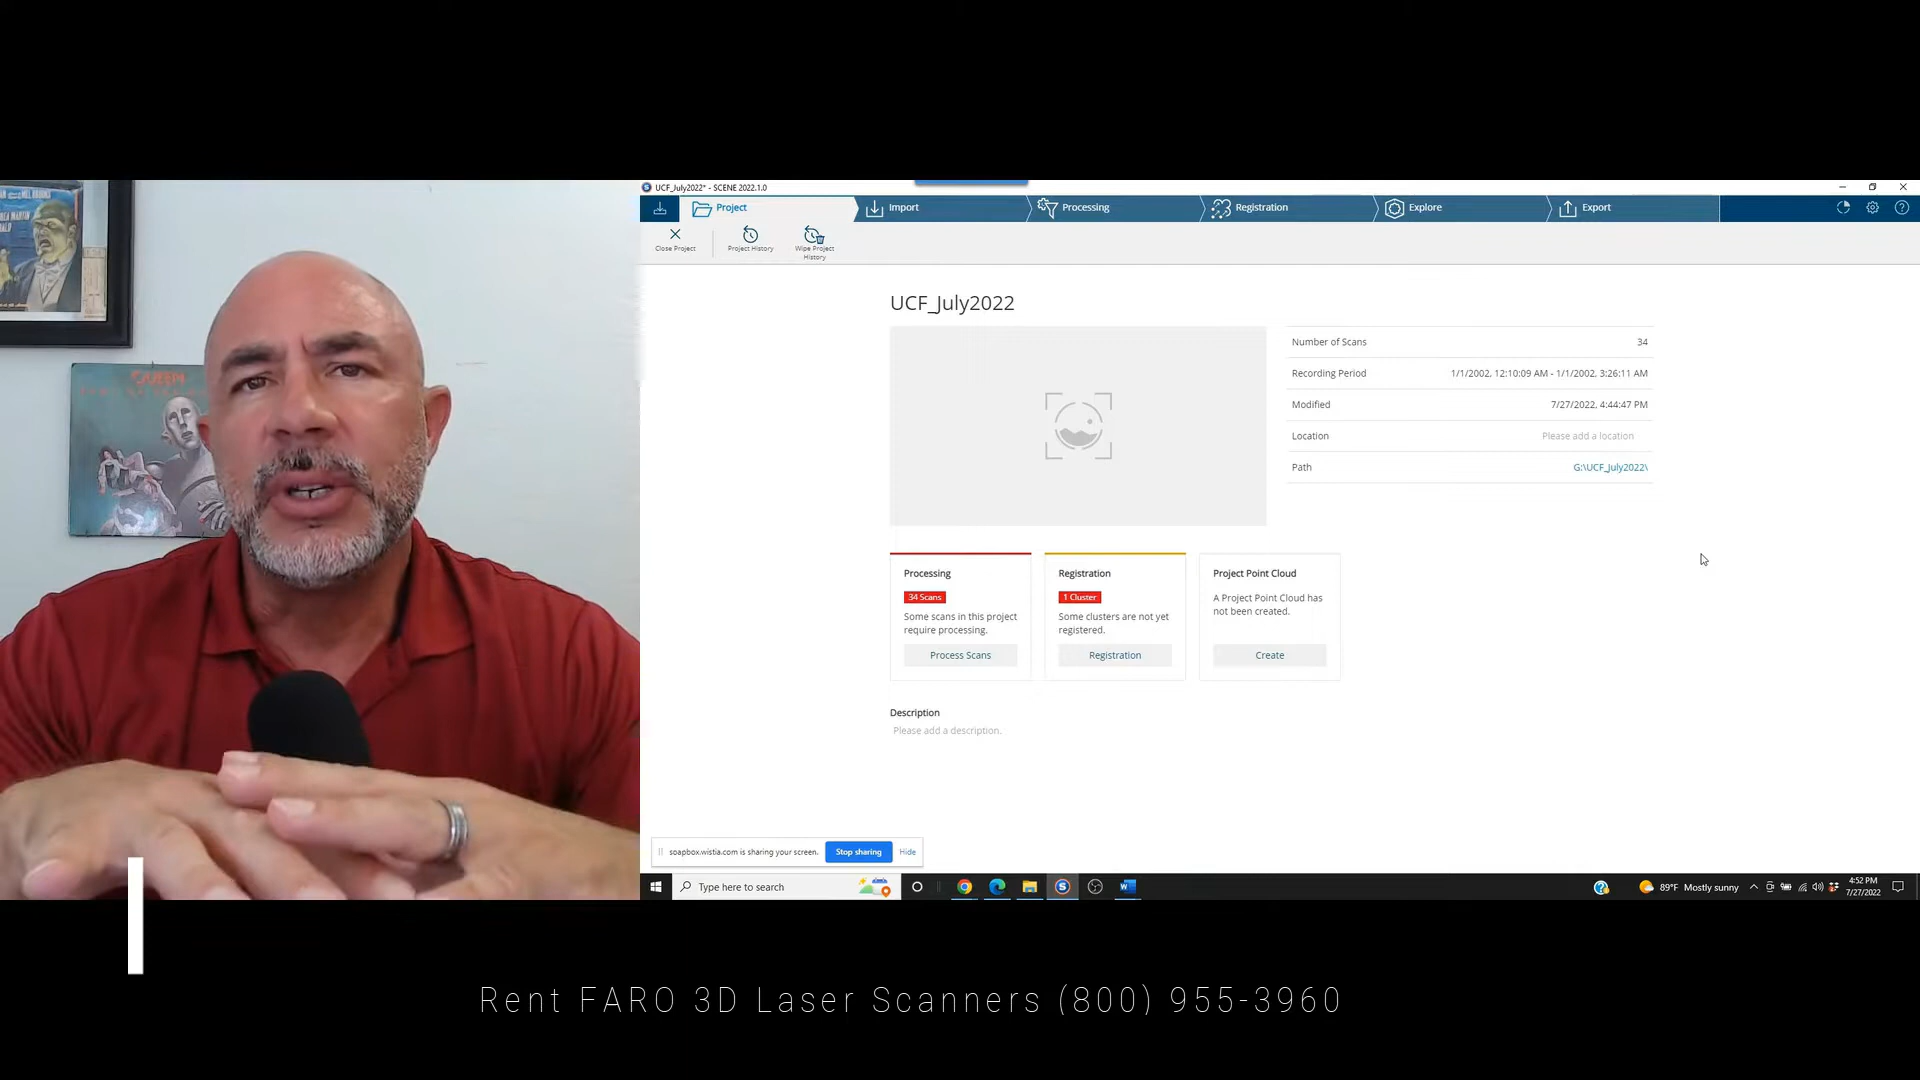 QUEEN
UCF_July2022* - SCENE 2022.1.0
Project
Import
Processing
Registration
Explore
Export
Close Project
Project History
Wipe Project
History
UCF_July2022
Number of Scans 34
Recording Period 1/1/2002, 12:10:09 AM - 1/1/2002, 3:26:11 AM
Modified 7/27/2022, 4:44:47 PM
Location Please add a location
Path G:\UCF_July2022\
Processing
34 Scans
Some scans in this project
require processing.
Process Scans
Registration
1 Cluster
Some clusters are not yet
registered.
Registration
Project Point Cloud
A Project Point Cloud has
not been created.
Create
Description
Please add a description.
soapbox.wistia.com is sharing your screen.
Stop sharing
Hide
Type here to search
89°F Mostly sunny
4:52 PM
7/27/2022
Rent FARO 3D Laser Scanners (800) 955-3960